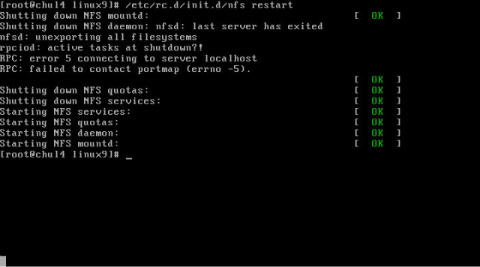 [root@chul4 linux9]# /etc/rc.d/init.d/nfs restart
Shutting down NFS mountd: [ OK ]
Shutting down NFS daemon: nfsd: last server has exited
nfsd: unexporting all filesystems
rpciod: active tasks at shutdown?!
RPC: error 5 connecting to server localhost
RPC: failed to contact portmap (errno -5).
[ OK ]
Shutting down NFS quotas: [ OK ]
Shutting down NFS services: [ OK ]
Starting NFS services: [ OK ]
Starting NFS quotas: [ OK ]
Starting NFS daemon: [ OK ]
Starting NFS mountd: [ OK ]
[root@chul4 linux9]# _